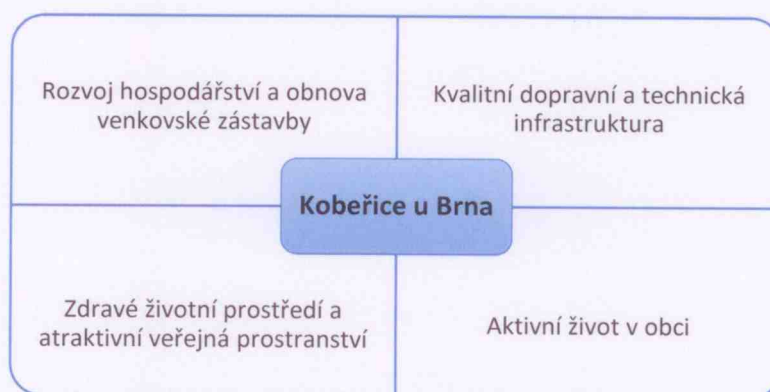 Rozvoj hospodářství a obnova
venkovské zástavby
Kvalitní dopravní a technická
infrastruktura
Kobeřice u Brna
Zdravé životní prostředí a
atraktivní veřejná prostranství
Aktivní život v obci